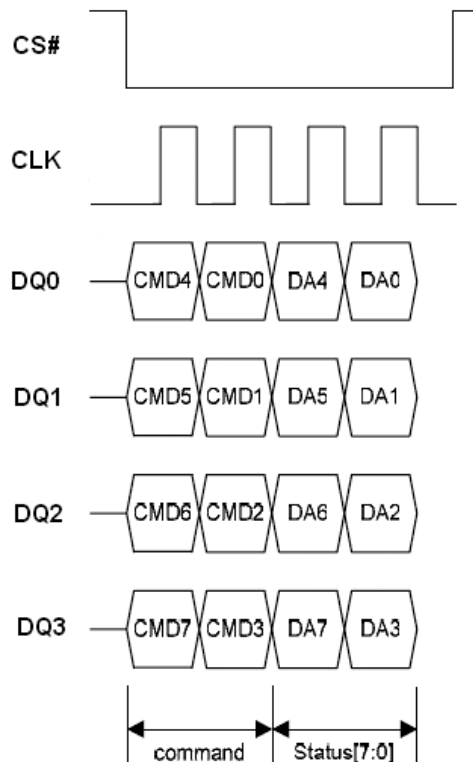 CS#
CLK
DQ0 CMD4 CMD0 DA4 DA0
DQ1 CMD5 CMD1 DA5 DA1
DQ2 CMD6 CMD2 DA6 DA2
DQ3 CMD7 CMD3 DA7 DA3
command Status[7:0]